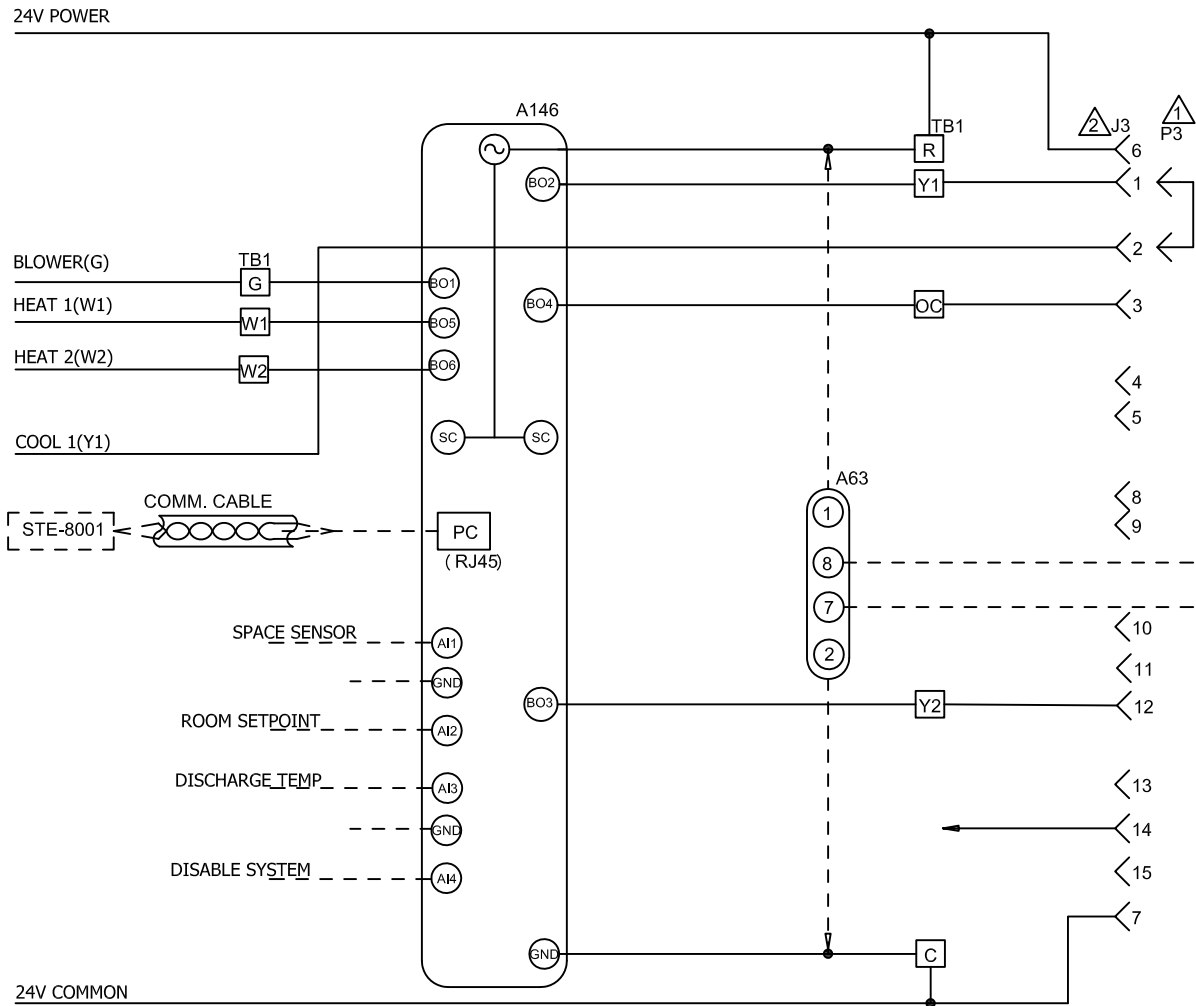 24V POWER
A146
TB1
2
J3
1
P3
R
6
BO2
Y1
1
2
BLOWER(G)
TB1
G
BO1
HEAT 1(W1)
W1
BO5
BO4
OC
3
HEAT 2(W2)
W2
BO6
4
5
COOL 1(Y1)
SC
SC
A63
COMM. CABLE
1
8
STE-8001
PC
9
( RJ45)
8
7
SPACE SENSOR
AI1
10
2
GND
11
BO3
Y2
12
ROOM SETPOINT
AI2
DISCHARGE TEMP
AI3
13
GND
14
DISABLE SYSTEM
AI4
15
7
GND
C
24V COMMON